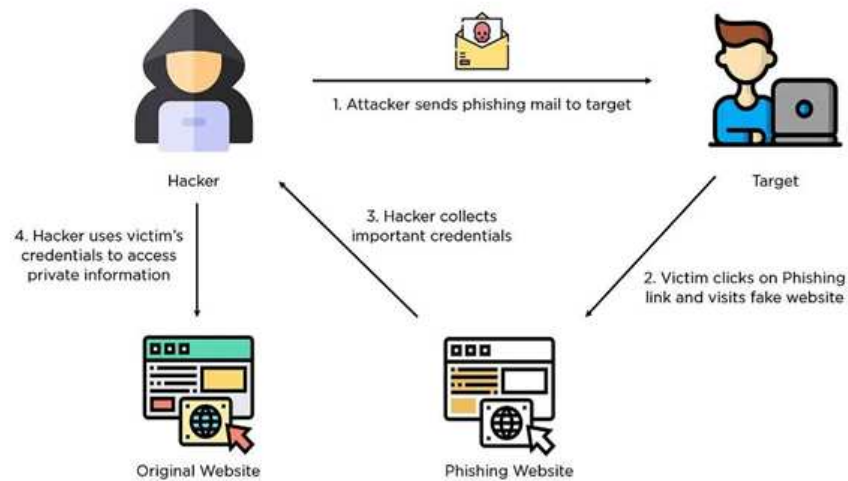 1. Attacker sends phishing mail to target
Hacker
Target
3. Hacker collects
important credentials
4. Hacker uses victim's
credentials to access
private information
2. Victim clicks on Phishing
link and visits fake website
Original Website
Phishing Website